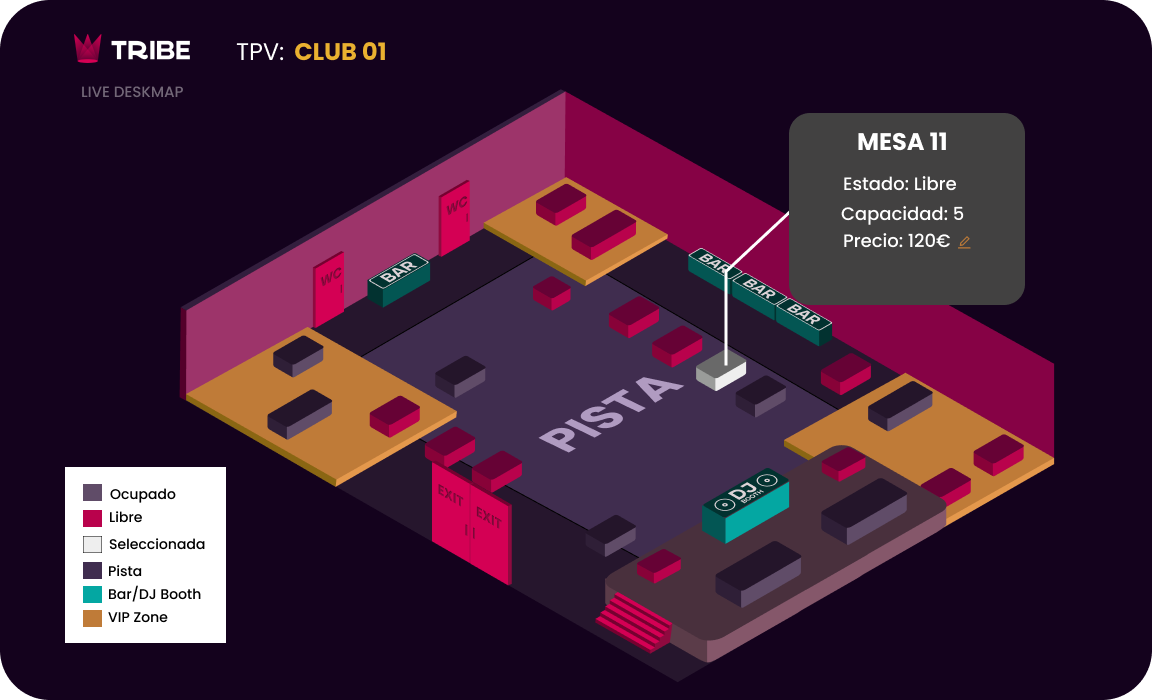 TRIBE
TPV: CLUB 01
LIVE DESKMAP
MESA 11
Estado: Libre
Capacidad: 5
Precio: 120€
WC
WC
BAR
BAR
BAR
BAR
PISTA
EXIT
EXIT
DJ
BOOTH
Ocupado
Libre
Seleccionada
Pista
Bar/DJ Booth
VIP Zone